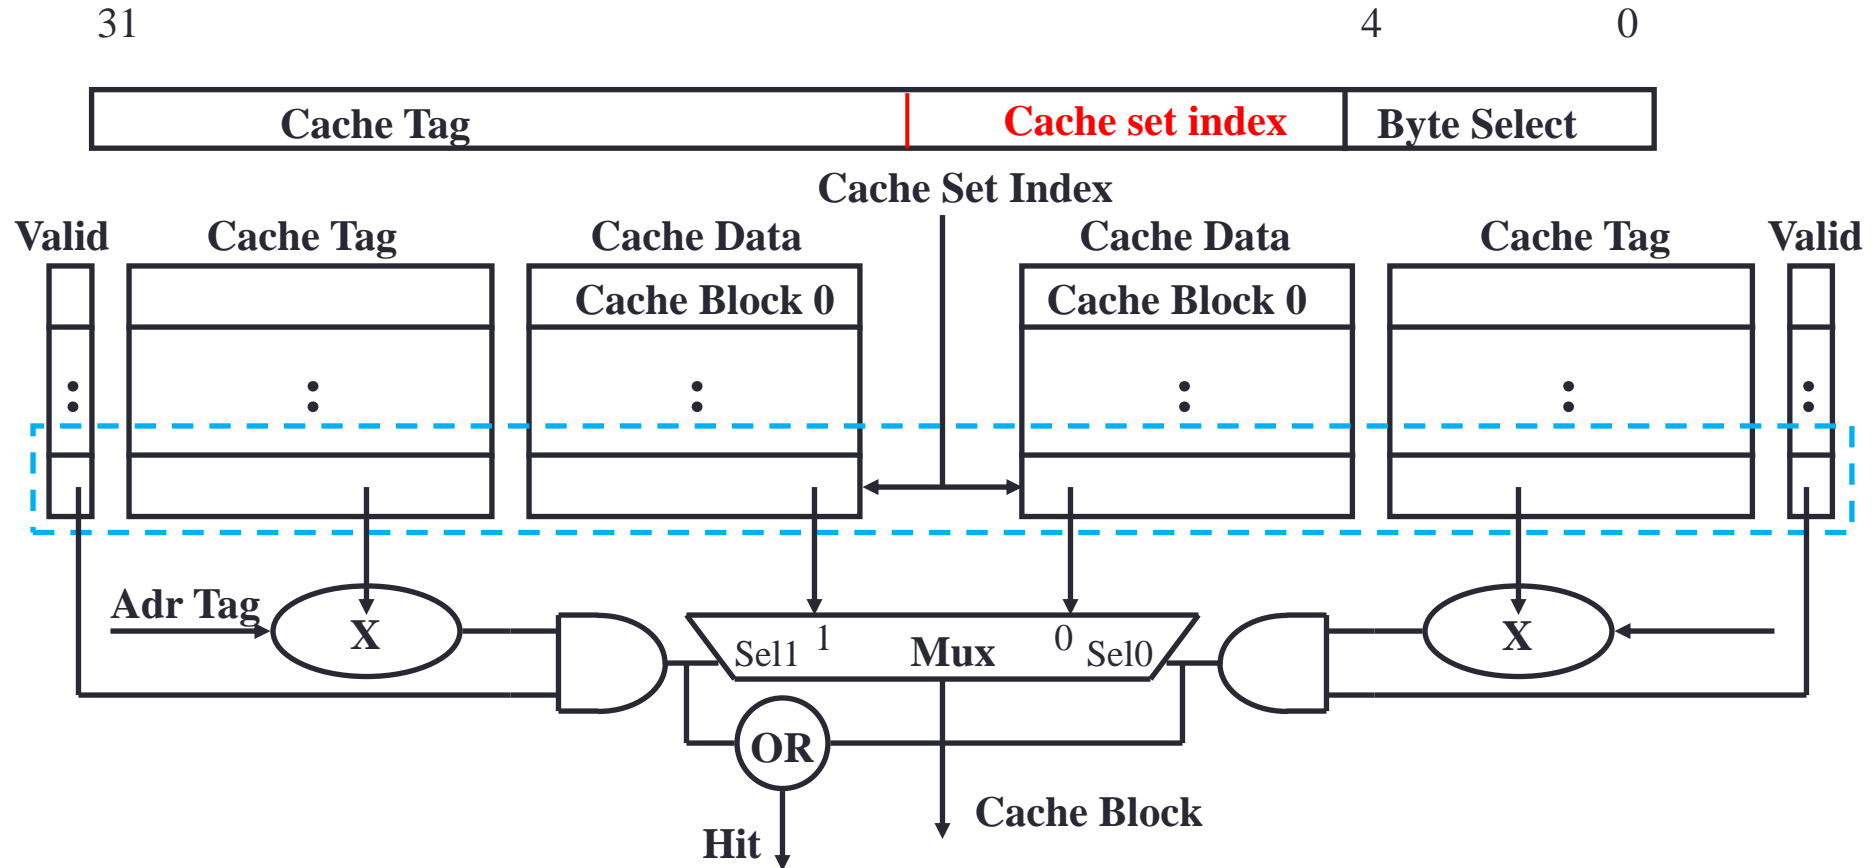 31 4 0
Cache Tag Cache set index Byte Select
Cache Set Index
Valid Cache Tag Cache Data Cache Data Cache Tag Valid
Cache Block 0 Cache Block 0
Adr Tag
X Sel1 1 Mux 0 Sel0 X
OR
Cache Block
Hit